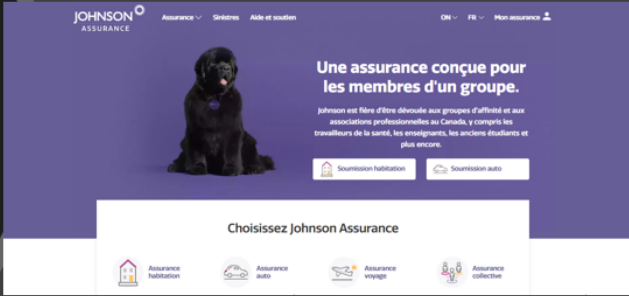 JOHNSON
ASSURANCE
Assurance Sinistres Aide et soutien ON FR Mon assurance
Une assurance conçue pour
les membres d'un groupe.
Johnson est fière d'être dévouée aux groupes d'affinité et aux
associations professionnelles au Canada, y compris les
travailleurs de la santé, les enseignants, les anciens étudiants et
plus encore.
Soumission habitation Soumission auto
Choisissez Johnson Assurance
Assurance
habitation
Assurance
auto
Assurance
voyage
Assurance
collective